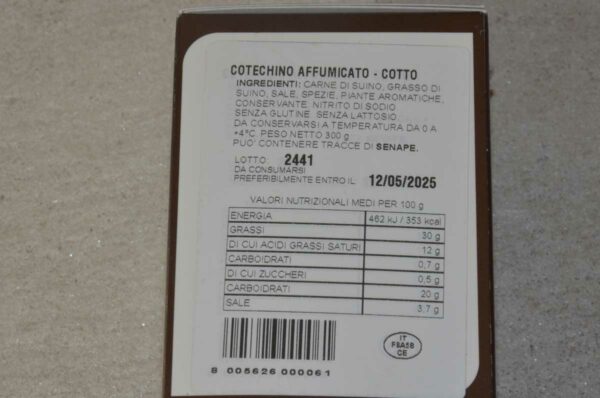 COTECHINO AFFUMICATO - COTTO
INGREDIENTI: CARNE DI SUINO, GRASSO DI
SUINO, SALE, SPEZIE, PIANTE AROMATICHE,
CONSERVANTE: NITRITO DI SODIO
SENZA GLUTINE SENZA LATTOSIO
DA CONSERVARSI A TEMPERATURA DA 0 A
+4°C. PESO NETTO 300 g
PUO' CONTENERE TRACCE DI SENAPE.
LOTTO: 2441
DA CONSUMARSI
PREFERIBILMENTE ENTRO IL 12/05/2025
VALORI NUTRIZIONALI MEDI PER 100 g
ENERGIA 462 kJ / 353 kcal
GRASSI 30 g
DI CUI ACIDI GRASSI SATURI 12 g
CARBOIDRATI 0,7 g
DI CUI ZUCCHERI 0,5 g
CARBOIDRATI 20 g
SALE 3,7 g
8 005626 000061
IT
F8A5B
CE